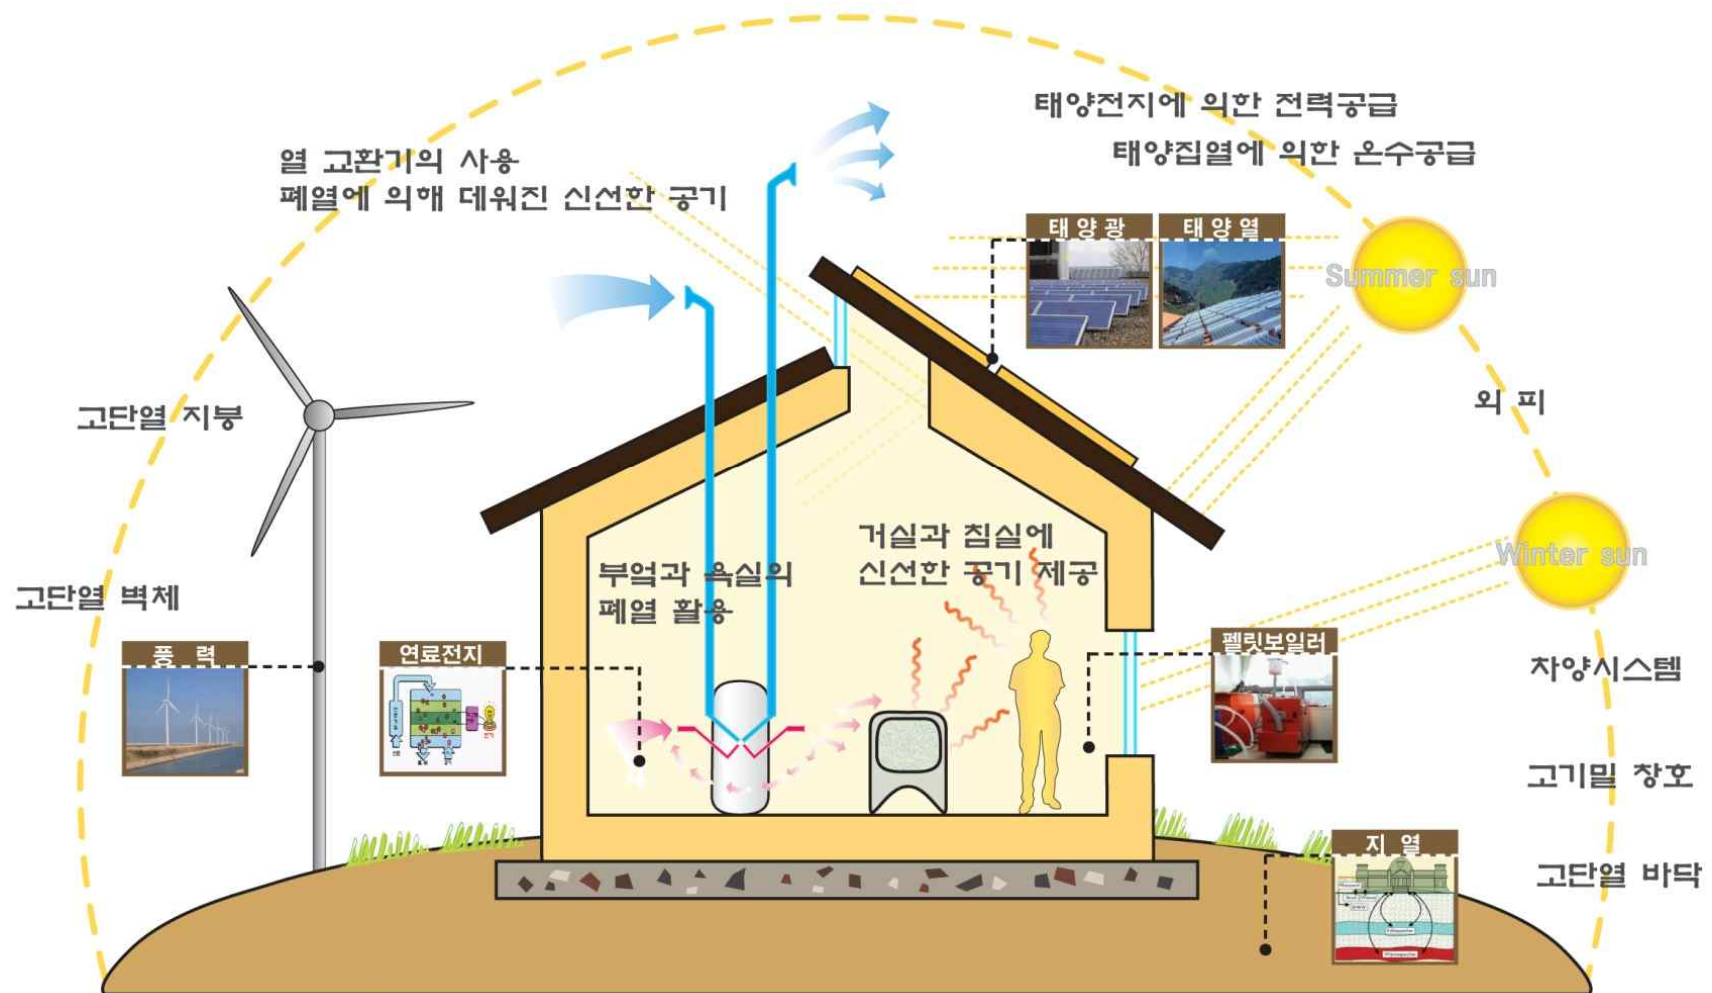 태양전지에 의한 전력공급
태양집열에 의한 온수공급
열 교환기의 사용
폐열에 의해 데워진 신선한 공기
태양광
태양열
Summer sun
고단열 지붕
외 피
거실과 침실에
신선한 공기 제공
부엌과 욕실의
폐열 활용
Winter sun
고단열 벽체
풍 력
연료전지
펠릿보일러
차양시스템
고기밀 창호
지 열
고단열 바닥